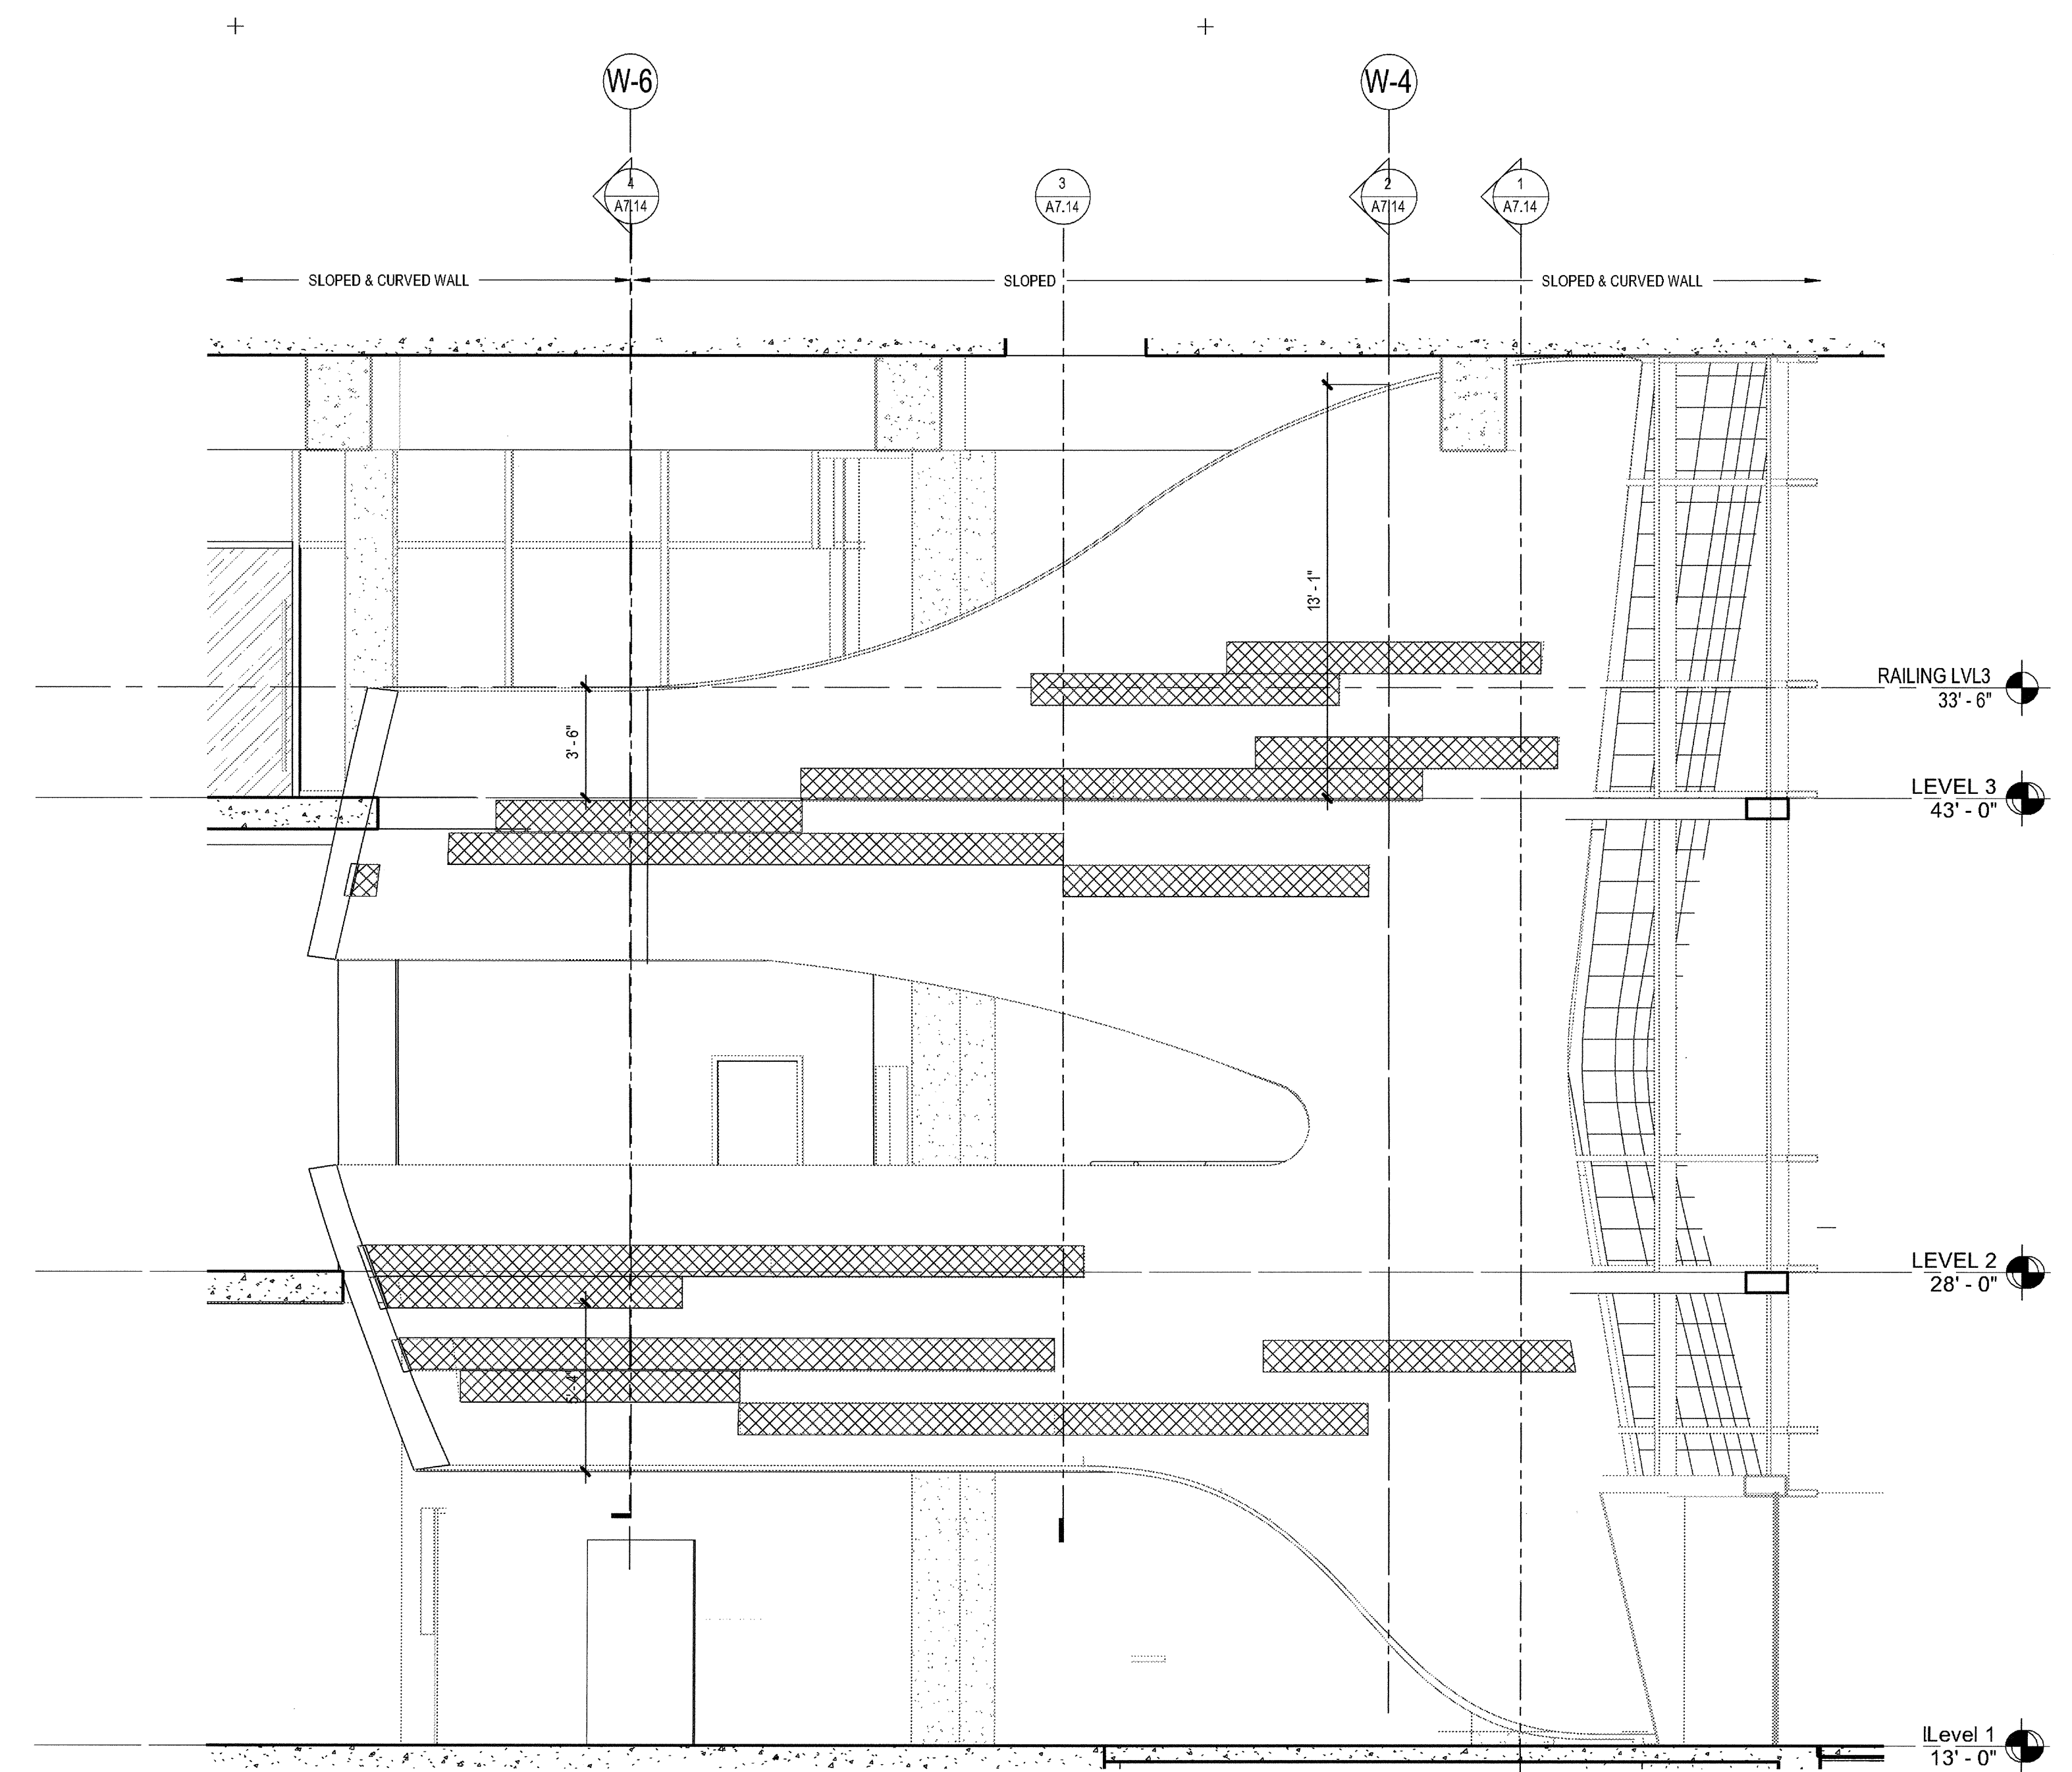 W-6
W-4
4
A7.14
3
A7.14
2
A7.14
1
A7.14
SLOPED & CURVED WALL
SLOPED
SLOPED & CURVED WALL
13' - 1"
RAILING LVL3
33' - 6"
3' - 6"
LEVEL 3
43' - 0"
LEVEL 2
28' - 0"
5' - 4"
Level 1
13' - 0"